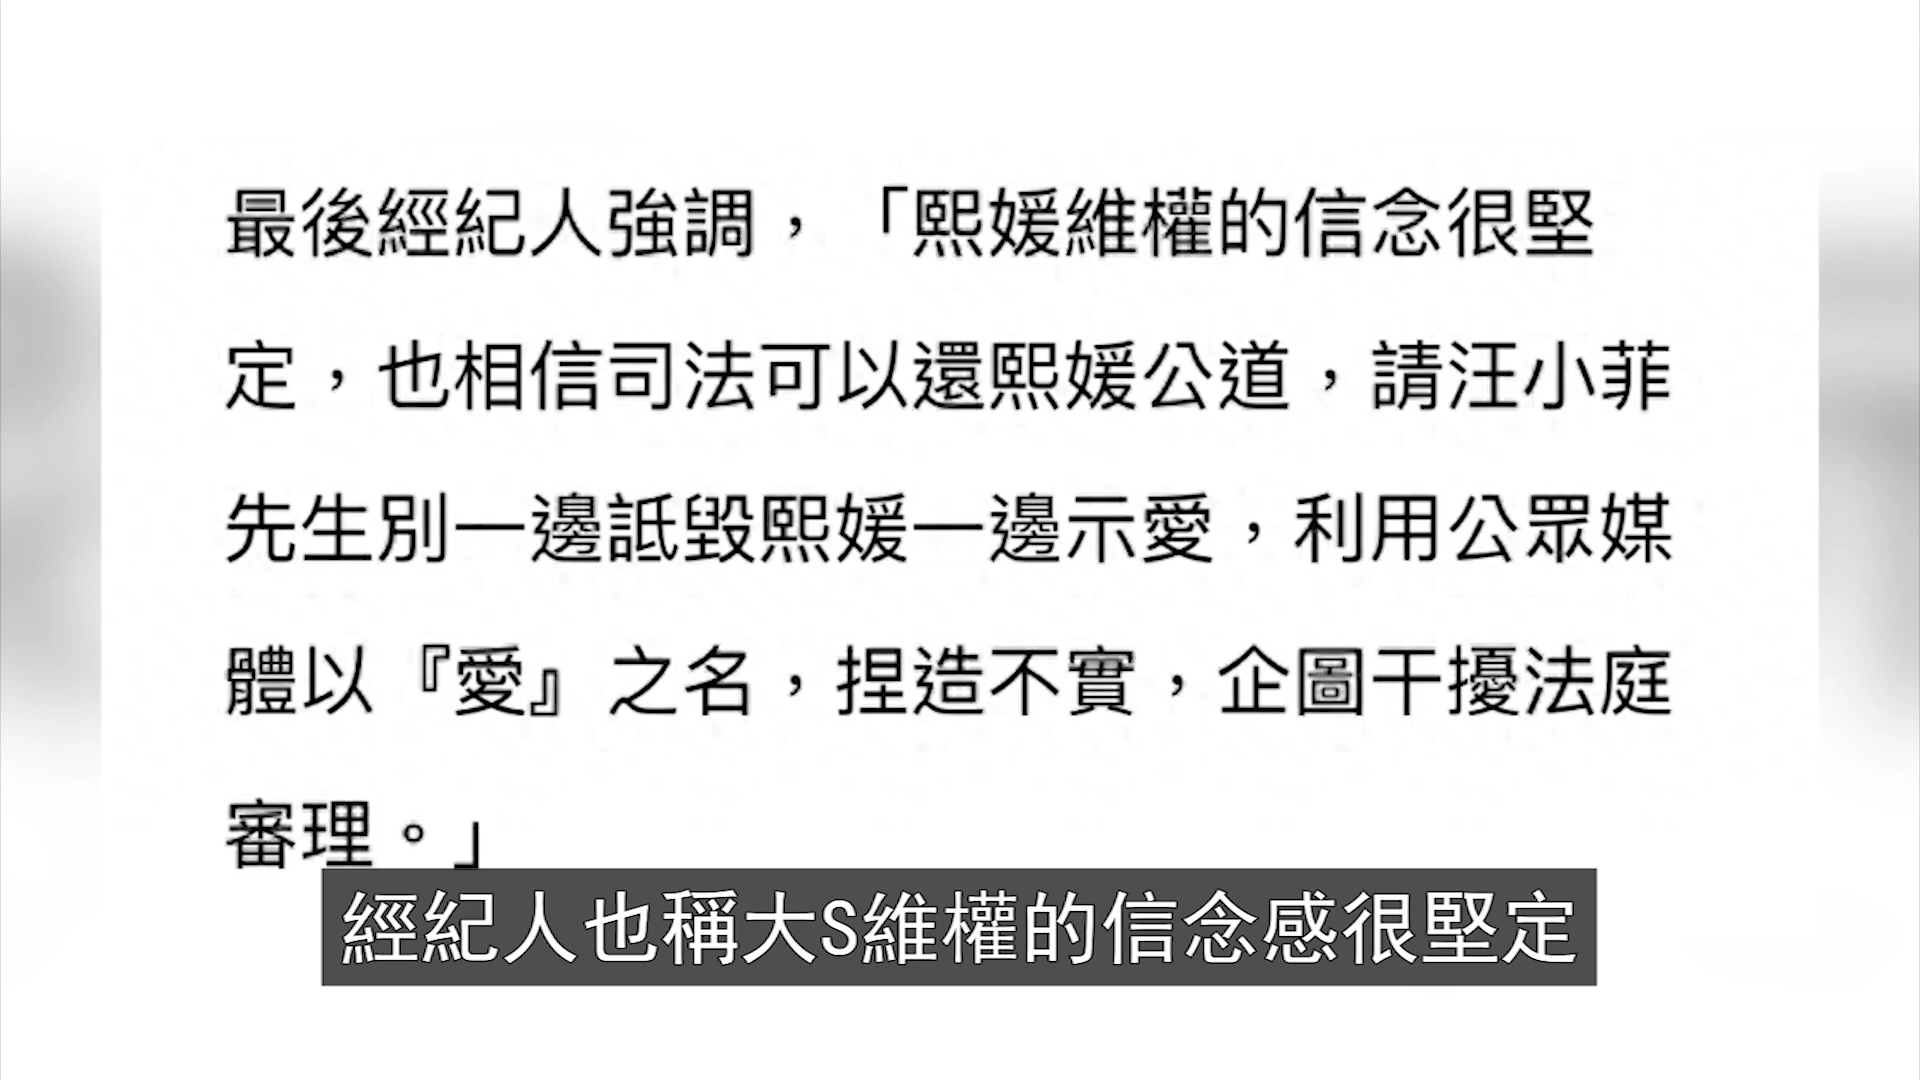 最後經紀人強調，「熙媛維權的信念很堅
定，也相信司法可以還熙媛公道，請汪小菲
先生別一邊詆毀熙媛一邊示愛，利用公眾媒
體以『愛』之名，捏造不實，企圖干擾法庭
審理。」
經紀人也稱大S維權的信念感很堅定